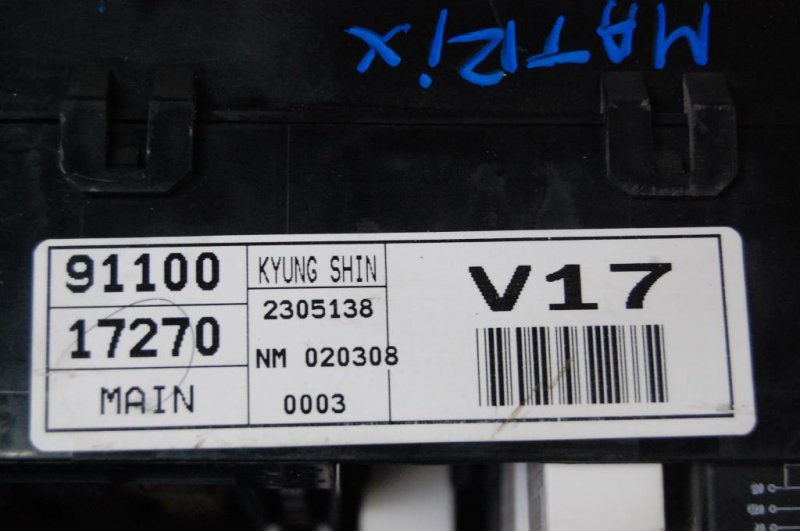 MATRix
91100
17270
MAIN
KYUNG SHIN
2305138
NM 020308
0003
V17